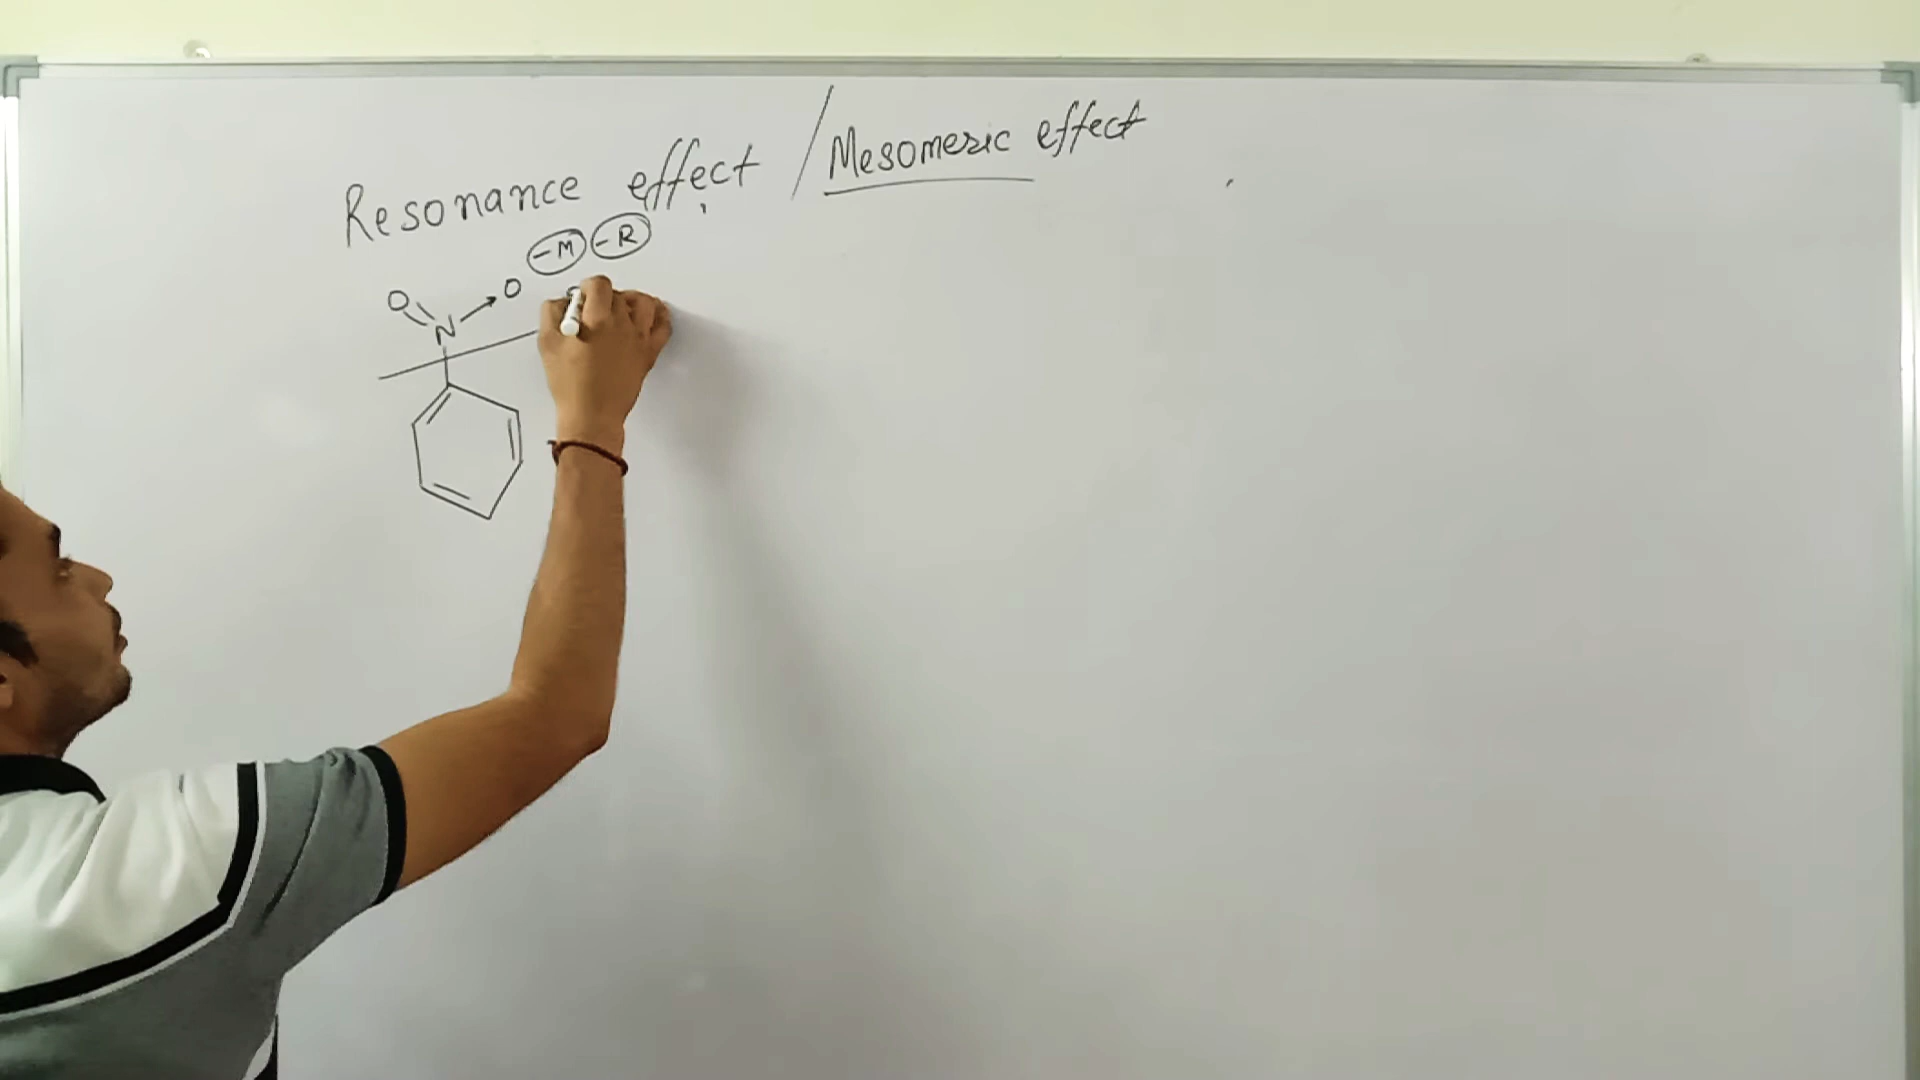 Resonance effect / Mesomeric effect
-M -R
O O
N